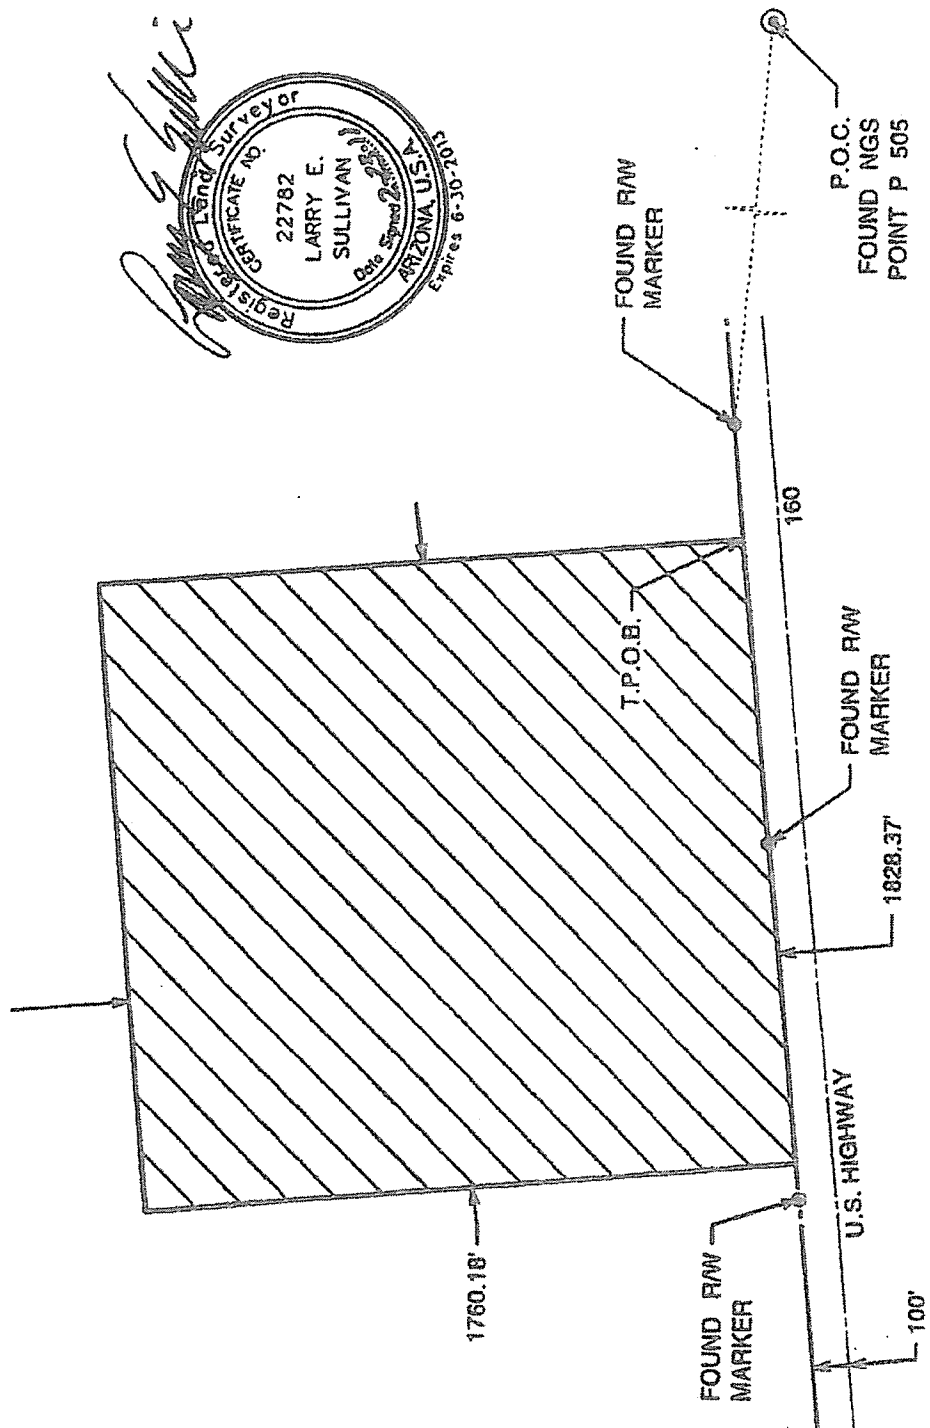 Registered Land Surveyor
CERTIFICATE NO.
22782
LARRY E.
SULLIVAN
Date Signed
ARIZONA, U.S.A.
Expires 6-30-2013
1760.18'
T.P.O.B.
FOUND R/W
MARKER
FOUND R/W
MARKER
FOUND R/W
MARKER
U.S. HIGHWAY
160
100'
1828.37'
P.O.C.
FOUND NGS
POINT P 505